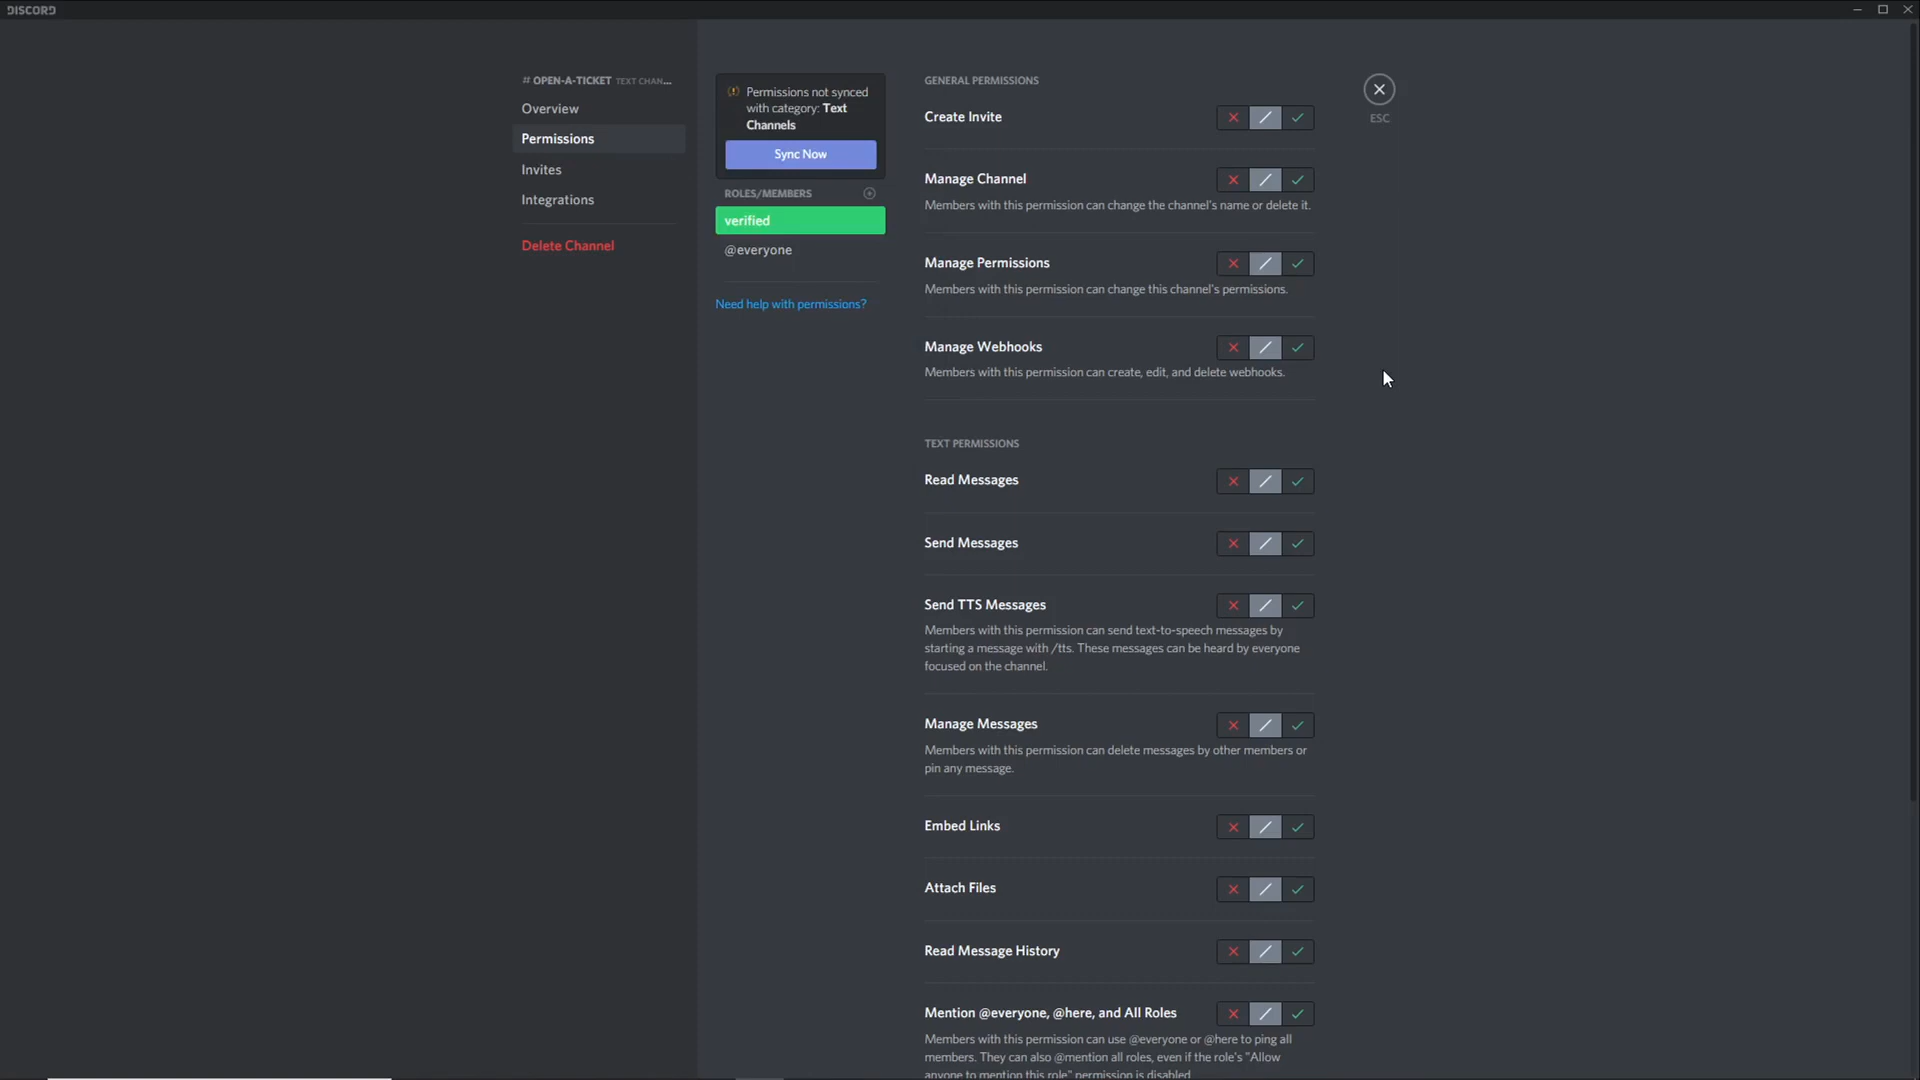 DISCORD
# OPEN-A-TICKET TEXT CHAN...
Overview
Permissions
Invites
Integrations
Delete Channel
Permissions not synced
with category: Text
Channels
Sync Now
ROLES/MEMBERS
verified
@everyone
Need help with permissions?
GENERAL PERMISSIONS
Create Invite
Manage Channel
Members with this permission can change the channel's name or delete it.
Manage Permissions
Members with this permission can change this channel's permissions.
Manage Webhooks
Members with this permission can create, edit, and delete webhooks.
TEXT PERMISSIONS
Read Messages
Send Messages
Send TTS Messages
Members with this permission can send text-to-speech messages by
starting a message with /tts. These messages can be heard by everyone
focused on the channel.
Manage Messages
Members with this permission can delete messages by other members or
pin any message.
Embed Links
Attach Files
Read Message History
Mention @everyone, @here, and All Roles
Members with this permission can use @everyone or @here to ping all
members. They can also @mention all roles, even if the role's "Allow
anyone to mention this role" permission is disabled
ESC